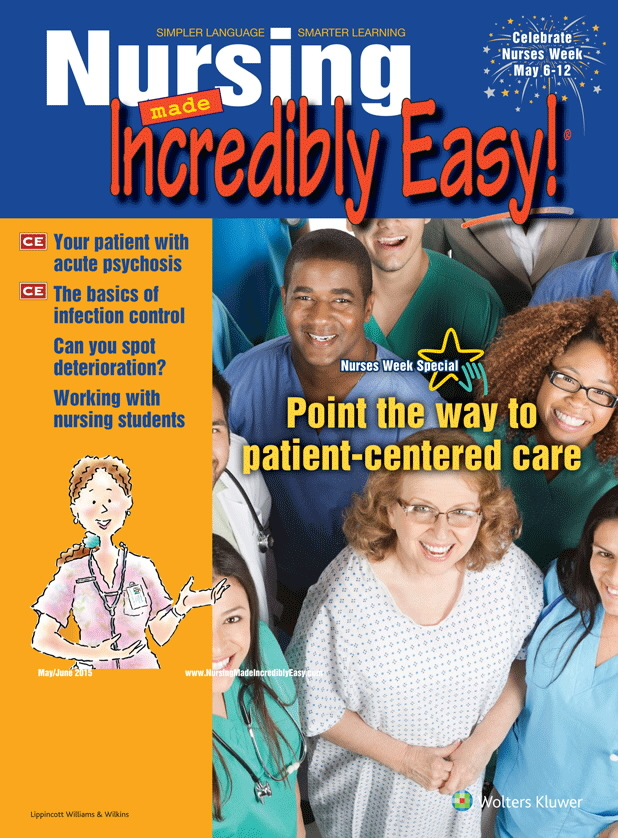 SIMPLER LANGUAGE SMARTER LEARNING
Nursing
made
Incredibly Easy!®
Celebrate
Nurses Week
May 6-12
CE Your patient with
acute psychosis
CE The basics of
infection control
Can you spot
deterioration?
Working with
nursing students
Nurses Week Special
Point the way to
patient-centered care
May/June 2015
www.NursingMadeIncrediblyEasy.com
Lippincott Williams & Wilkins
Wolters Kluwer